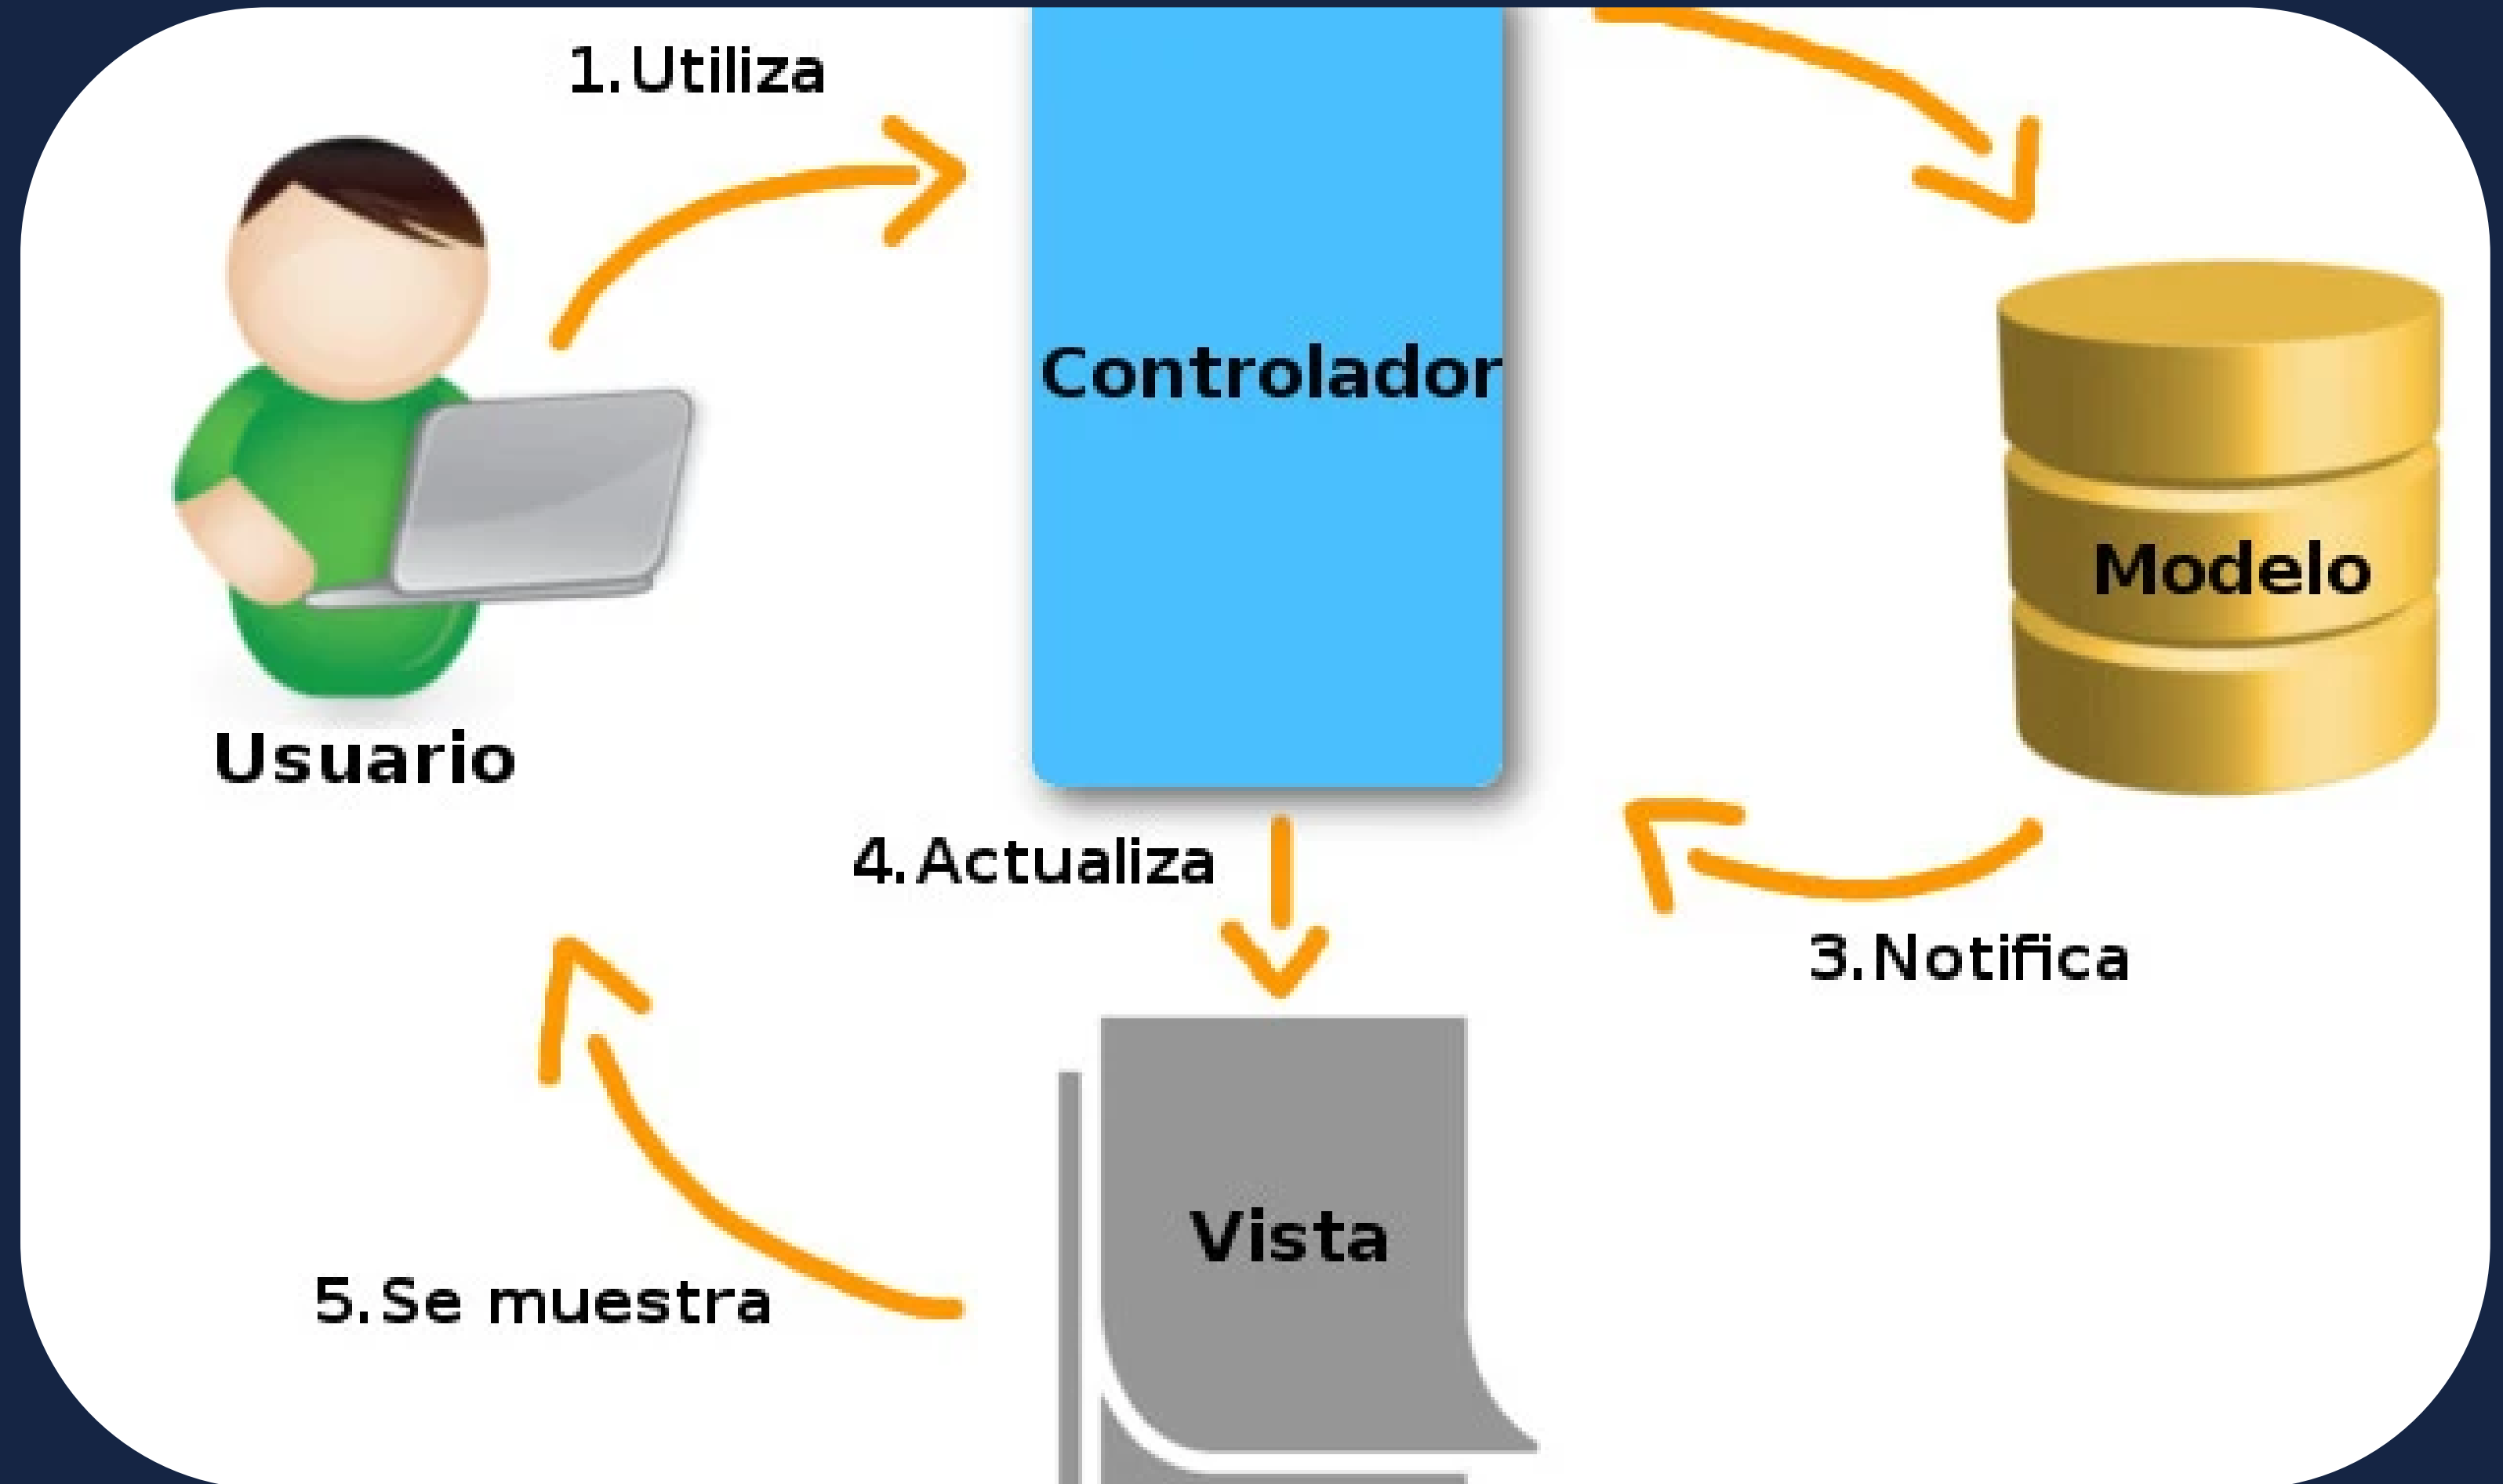 1.Utiliza
Controlador
Modelo
Usuario
4.Actualiza
3.Notifica
Vista
5.Se muestra